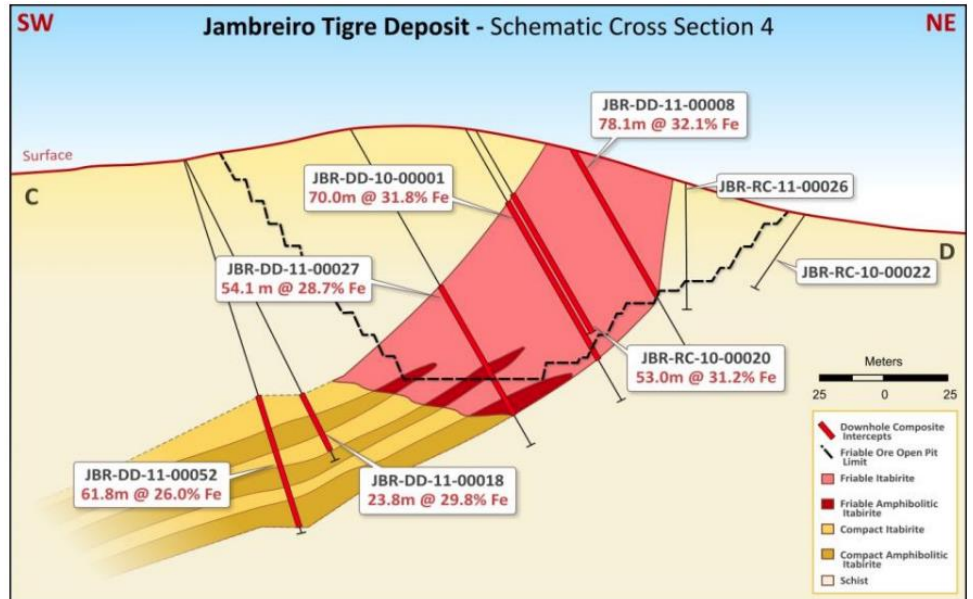 SW
Jambreiro Tigre Deposit - Schematic Cross Section 4
NE
JBR-DD-11-00008
78.1m @ 32.1% Fe
Surface
JBR-DD-10-00001
70.0m @ 31.8% Fe
JBR-RC-11-00026
C
D
JBR-DD-11-00027
54.1 m @ 28.7% Fe
JBR-RC-10-00022
JBR-RC-10-00020
53.0m @ 31.2% Fe
Meters
25 0 25
JBR-DD-11-00052
61.8m @ 26.0% Fe
JBR-DD-11-00018
23.8m @ 29.8% Fe
Downhole Composite
Intercepts
Friable Ore Open Pit
Limit
Friable Itabirite
Friable Amphibolitic
Itabirite
Compact Itabirite
Compact Amphibolitic
Itabirite
Schist